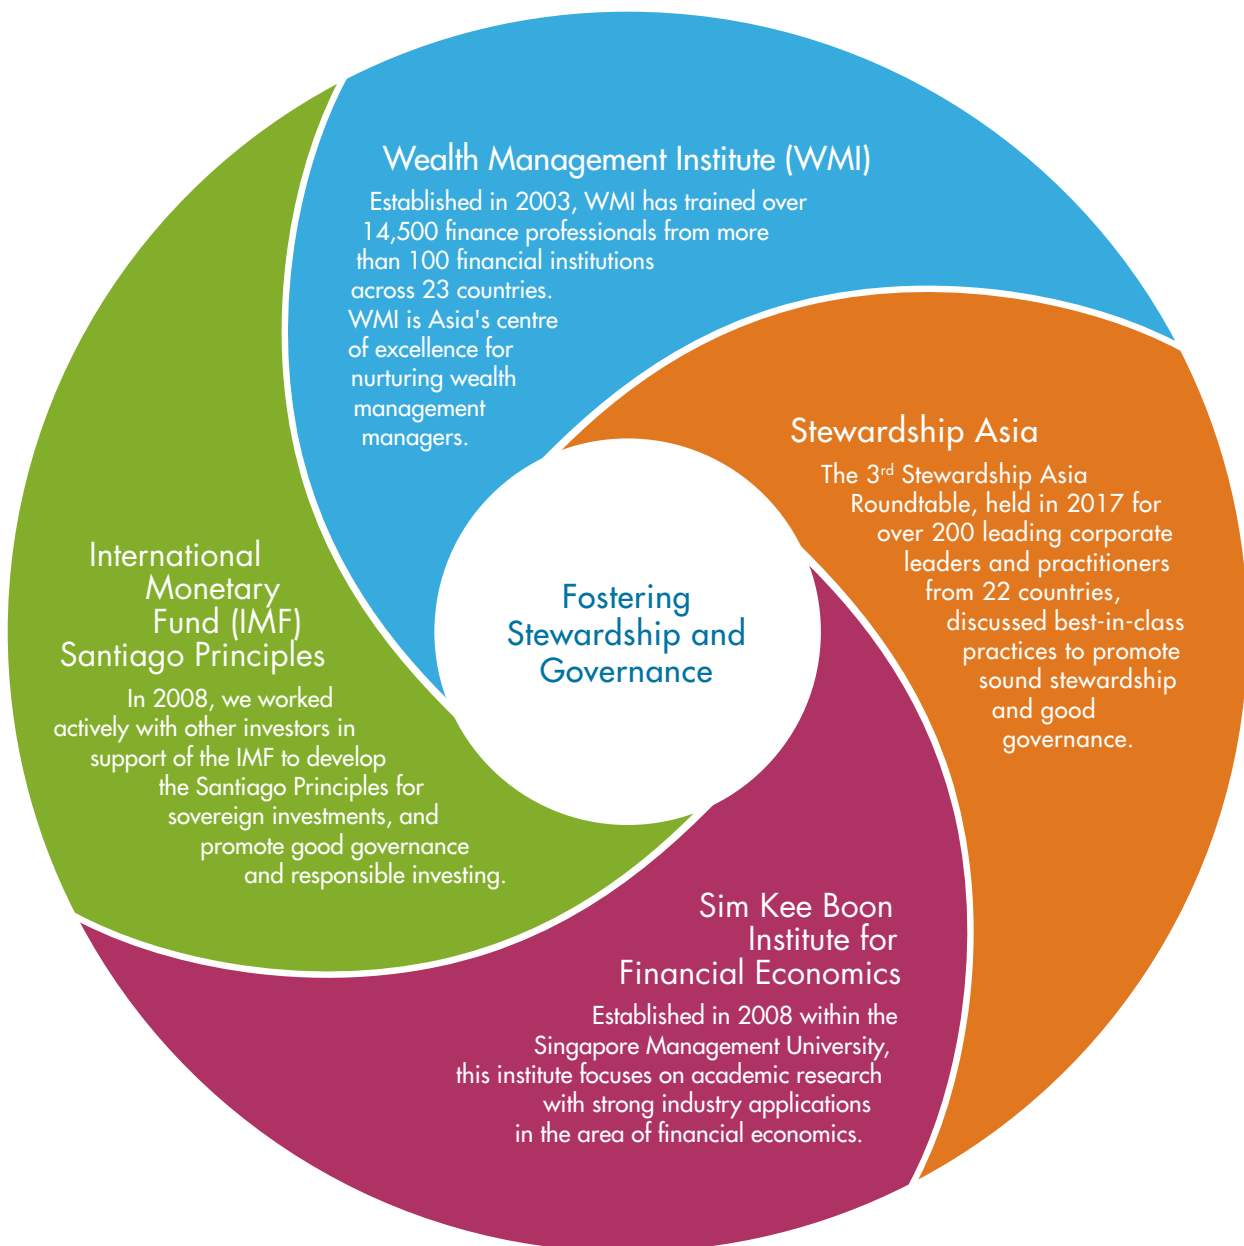 Wealth Management Institute (WMI)
Established in 2003, WMI has trained over
14,500 finance professionals from more
than 100 financial institutions
across 23 countries.
WMI is Asia's centre
of excellence for
nurturing wealth
management
managers.
Stewardship Asia
The 3rd Stewardship Asia
Roundtable, held in 2017 for
over 200 leading corporate
leaders and practitioners
from 22 countries,
discussed best-in-class
practices to promote
sound stewardship
and good
governance.
Fostering
Stewardship and
Governance
International
Monetary
Fund (IMF)
Santiago Principles
In 2008, we worked
actively with other investors in
support of the IMF to develop
the Santiago Principles for
sovereign investments, and
promote good governance
and responsible investing.
Sim Kee Boon
Institute for
Financial Economics
Established in 2008 within the
Singapore Management University,
this institute focuses on academic research
with strong industry applications
in the area of financial economics.